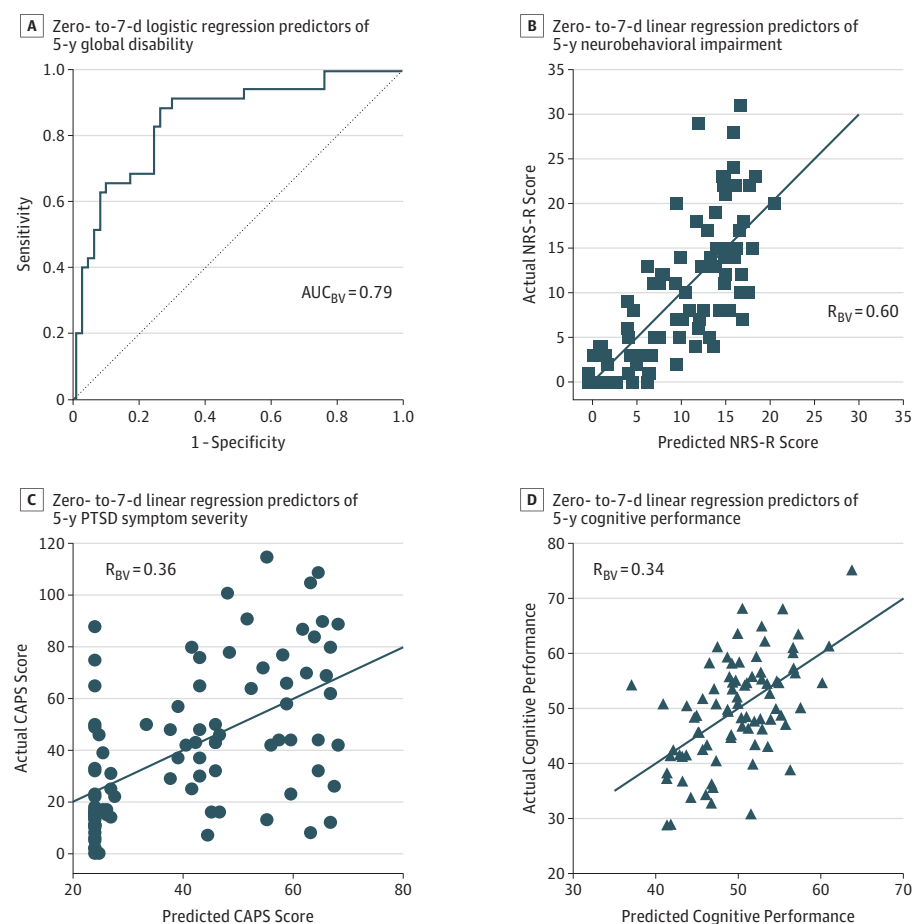 A Zero- to-7-d logistic regression predictors of
5-y global disability
1.0
0.8
0.6
0.4
0.2
0
Sensitivity
AUCBV = 0.79
0 0.2 0.4 0.6 0.8 1.0
1 - Specificity
B Zero- to-7-d linear regression predictors of
5-y neurobehavioral impairment
35
30
25
20
15
10
5
0
Actual NRS-R Score
RBV = 0.60
0 5 10 15 20 25 30 35
Predicted NRS-R Score
C Zero- to-7-d linear regression predictors of
5-y PTSD symptom severity
120
100
80
60
40
20
0
Actual CAPS Score
RBV = 0.36
20 40 60 80
Predicted CAPS Score
D Zero- to-7-d linear regression predictors of
5-y cognitive performance
80
70
60
50
40
30
20
Actual Cognitive Performance
RBV = 0.34
30 40 50 60 70
Predicted Cognitive Performance